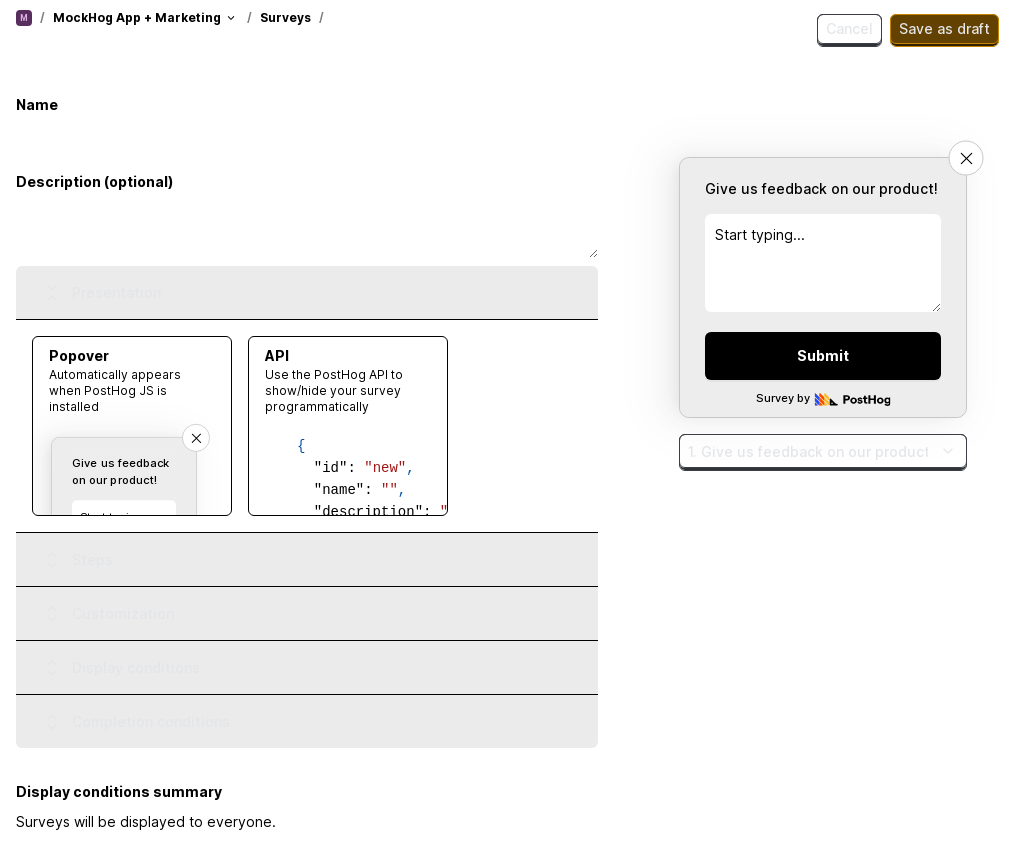 M / MockHog App + Marketing / Surveys /
Cancel
Save as draft
Name
Description (optional)
Presentation
Popover
Automatically appears
when PostHog JS is
installed
Give us feedback
on our product!
API
Use the PostHog API to
show/hide your survey
programmatically
{
"id": "new",
"name": "",
"description": "
Steps
Customization
Display conditions
Completion conditions
Display conditions summary
Surveys will be displayed to everyone.
Give us feedback on our product!
Start typing...
Submit
Survey by PostHog
1. Give us feedback on our product